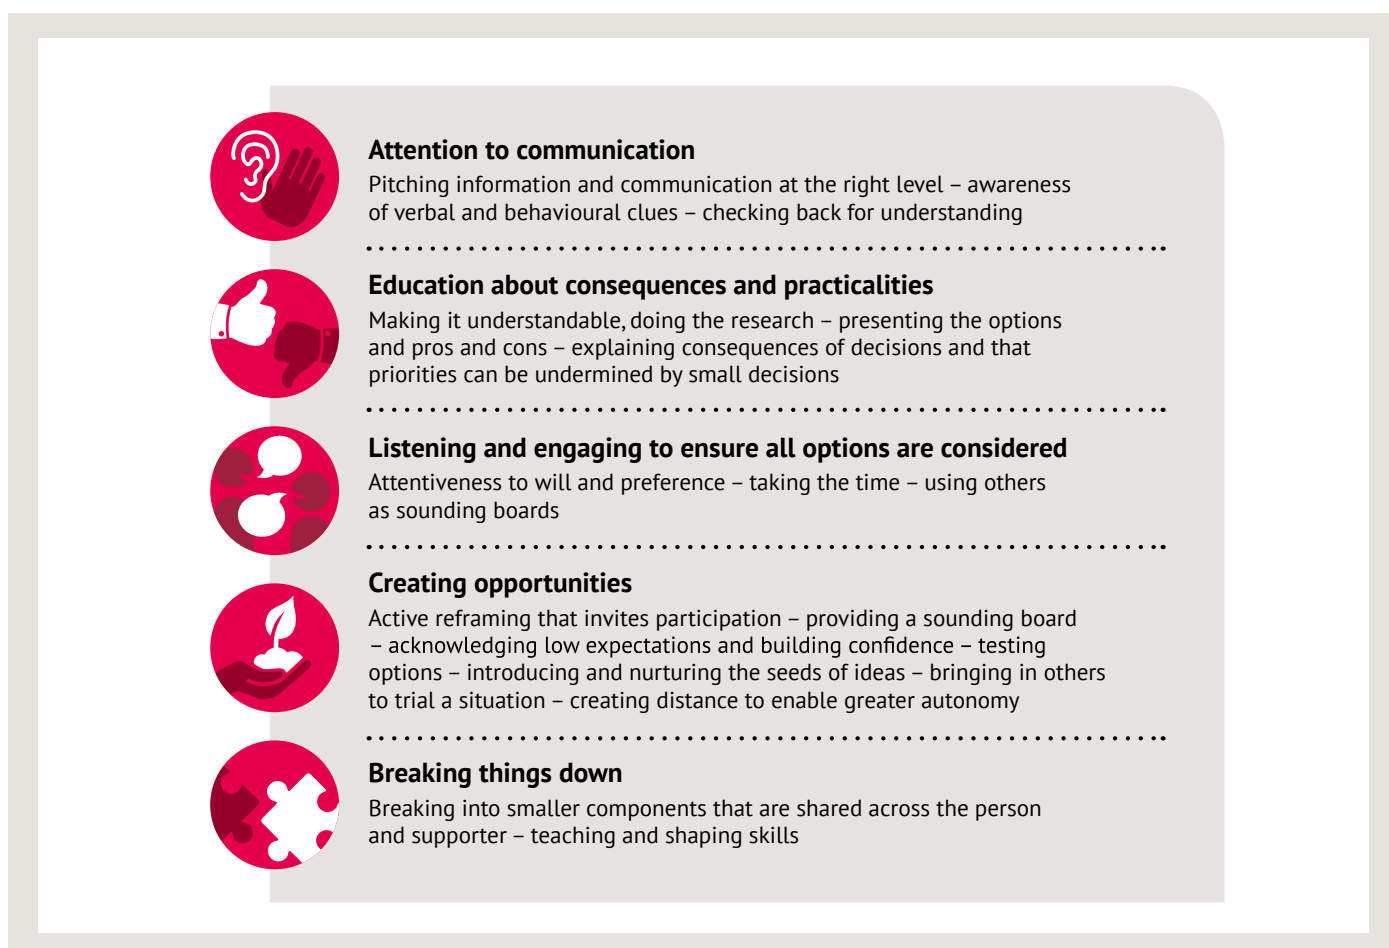 Attention to communication
Pitching information and communication at the right level – awareness
of verbal and behavioural clues – checking back for understanding
Education about consequences and practicalities
Making it understandable, doing the research – presenting the options
and pros and cons – explaining consequences of decisions and that
priorities can be undermined by small decisions
Listening and engaging to ensure all options are considered
Attentiveness to will and preference – taking the time – using others
as sounding boards
Creating opportunities
Active reframing that invites participation – providing a sounding board
– acknowledging low expectations and building confidence – testing
options – introducing and nurturing the seeds of ideas – bringing in others
to trial a situation – creating distance to enable greater autonomy
Breaking things down
Breaking into smaller components that are shared across the person
and supporter – teaching and shaping skills